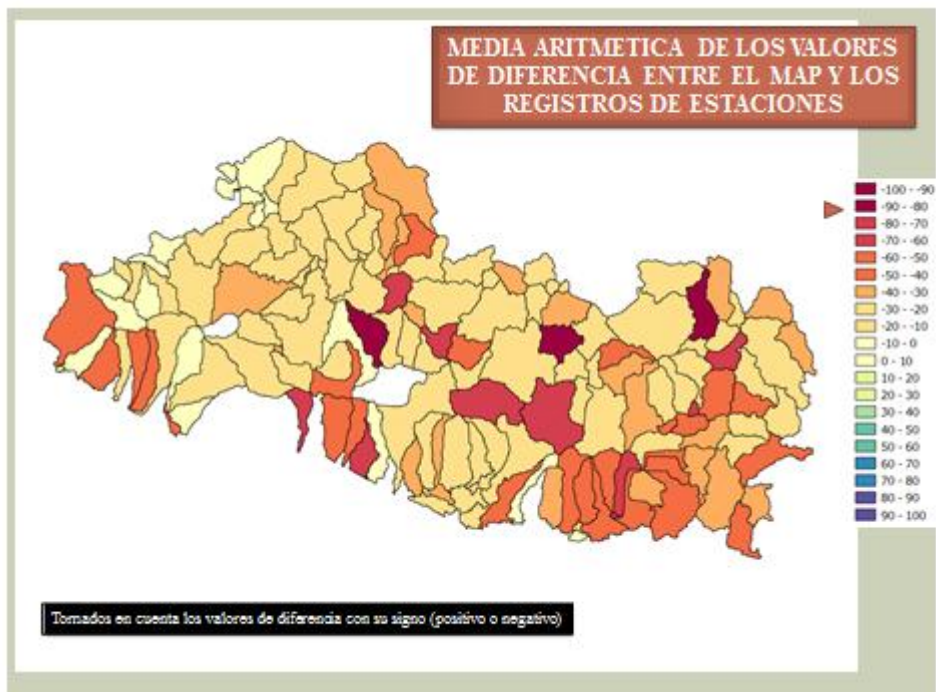 MEDIA ARITMETICA DE LOS VALORES
DE DIFERENCIA ENTRE EL MAP Y LOS
REGISTROS DE ESTACIONES
-100 - -90
-90 - -80
-80 - -70
-70 - -60
-60 - -50
-50 - -40
-40 - -30
-30 - -20
-20 - -10
-10 - 0
0 - 10
10 - 20
20 - 30
30 - 40
40 - 50
50 - 60
60 - 70
70 - 80
80 - 90
90 - 100
Tomados en cuenta los valores de diferencia con su signo (positivo o negativo)